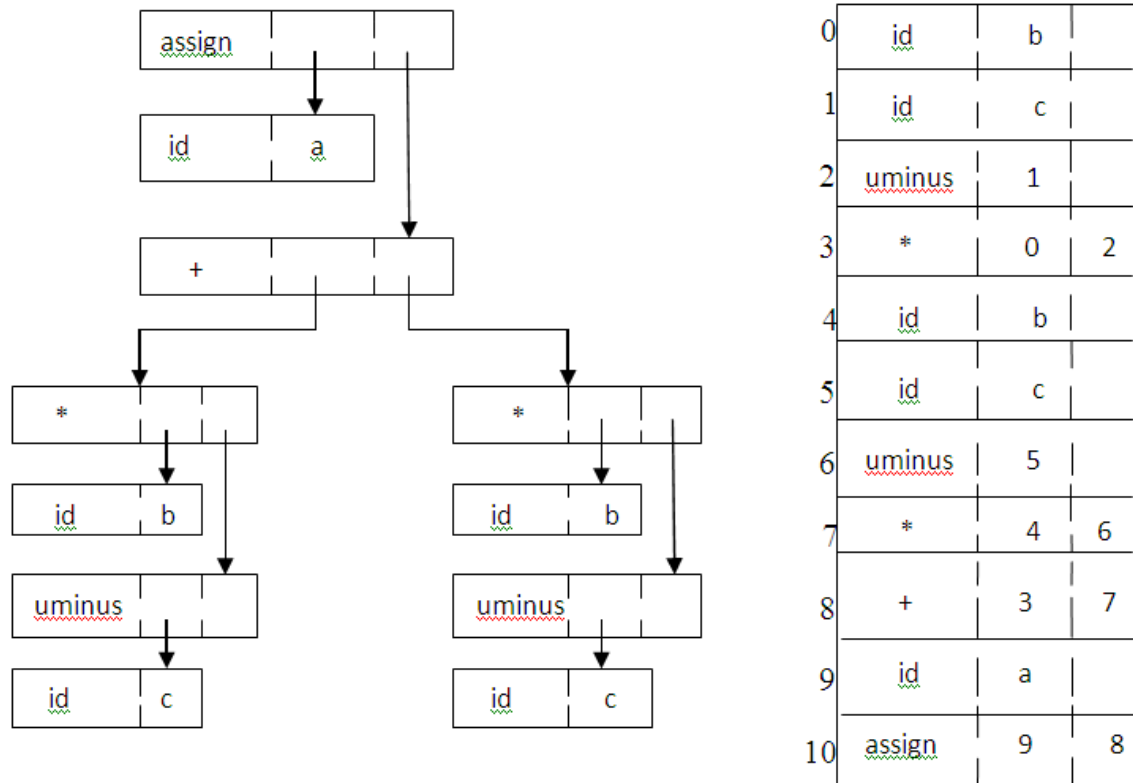 assign
id a
+
* *
id b id b
uminus uminus
id c id c
0 id b
1 id c
2 uminus 1
3 * 0 2
4 id b
5 id c
6 uminus 5
7 * 4 6
8 + 3 7
9 id a
10 assign 9 8